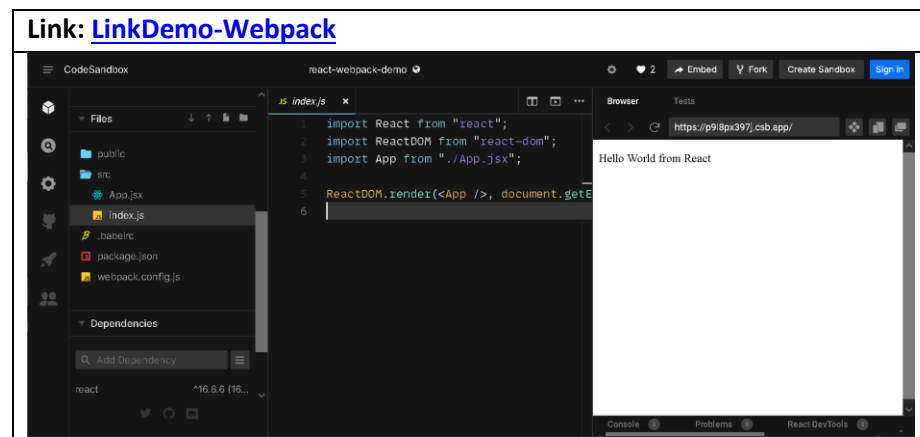 Link: LinkDemo-Webpack
CodeSandbox
react-webpack-demo
2
Embed
Fork
Create Sandbox
Sign in
Files
public
src
App.jsx
index.js
.babelrc
package.json
webpack.config.js
Dependencies
Add Dependency
react ^16.8.6 (16...
JS index.js ×
1 import React from "react";
2 import ReactDOM from "react-dom";
3 import App from "./App.jsx";
4
5 ReactDOM.render(<App />, document.getE
6
Browser Tests
https://p9l8px397j.csb.app/
Hello World from React
Console 0 Problems 0 React DevTools 0